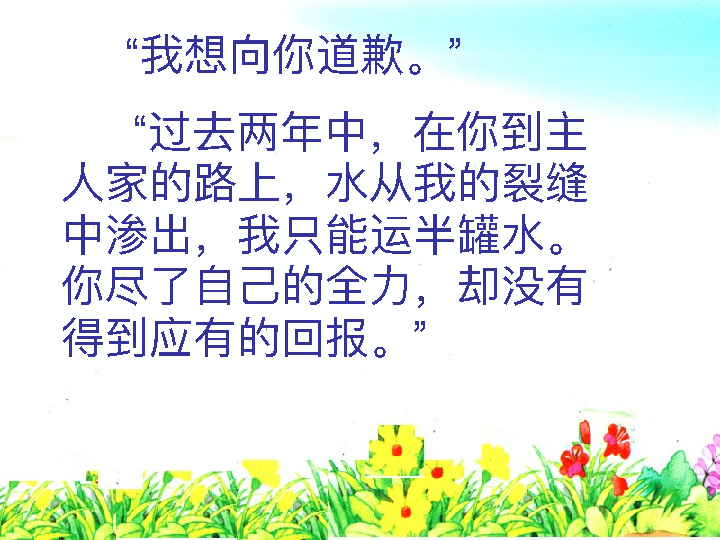 “我想向你道歉。”
“过去两年中，在你到主
人家的路上，水从我的裂缝
中渗出，我只能运半罐水。
你尽了自己的全力，却没有
得到应有的回报。”